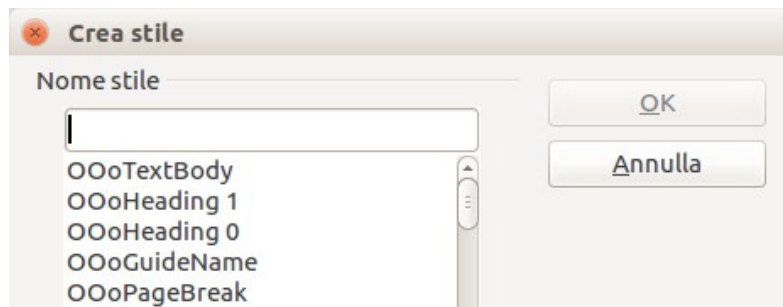 Crea stile
Nome stile
OK
Annulla
OOoTextBody
OOoHeading 1
OOoHeading 0
OOoGuideName
OOoPageBreak